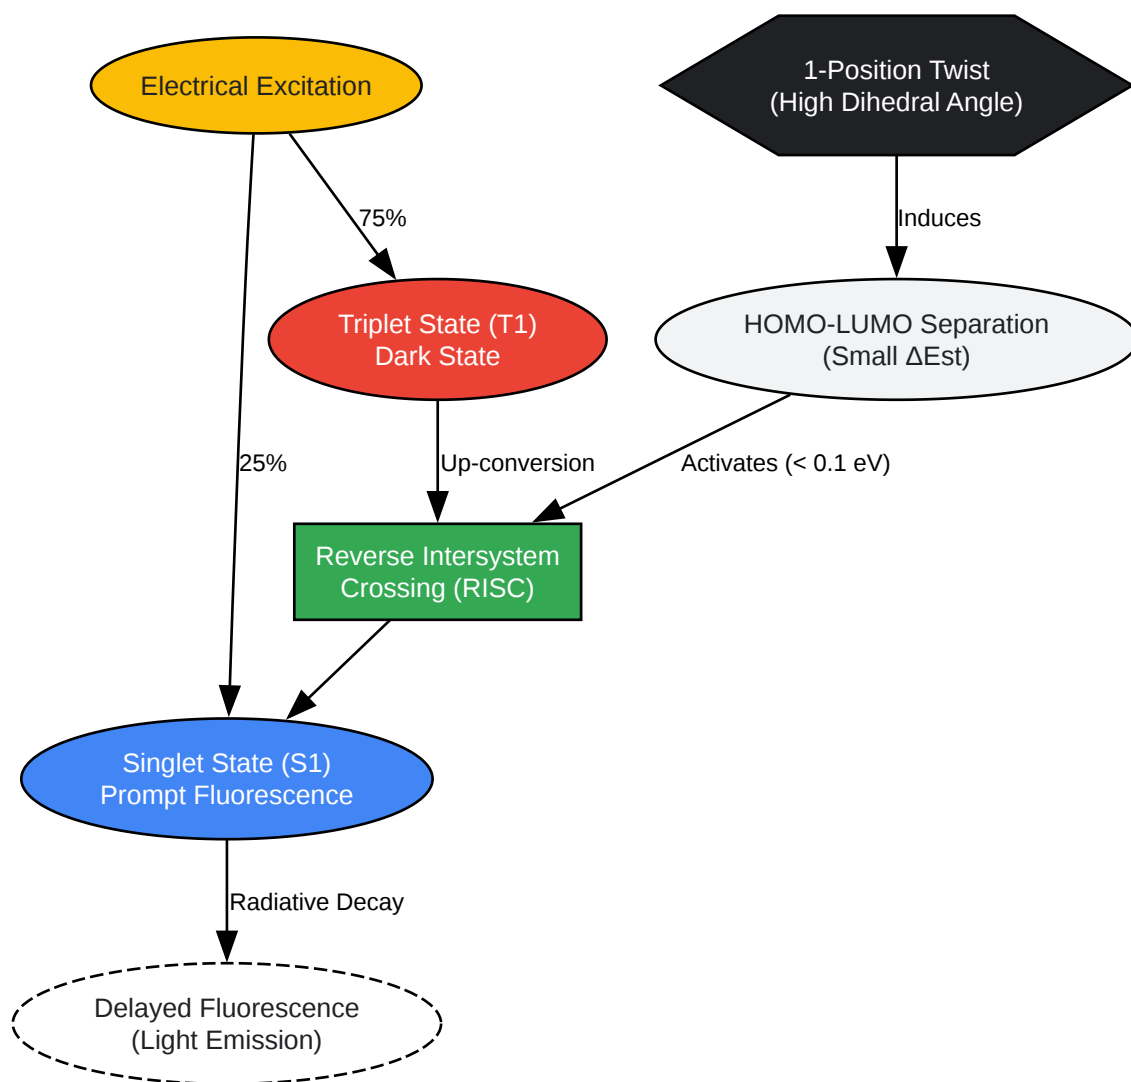 Electrical Excitation
1-Position Twist
(High Dihedral Angle)
75%
Induces
Triplet State (T1)
Dark State
HOMO-LUMO Separation
(Small ΔEst)
25%
Up-conversion
Activates (< 0.1 eV)
Reverse Intersystem
Crossing (RISC)
Singlet State (S1)
Prompt Fluorescence
Radiative Decay
Delayed Fluorescence
(Light Emission)